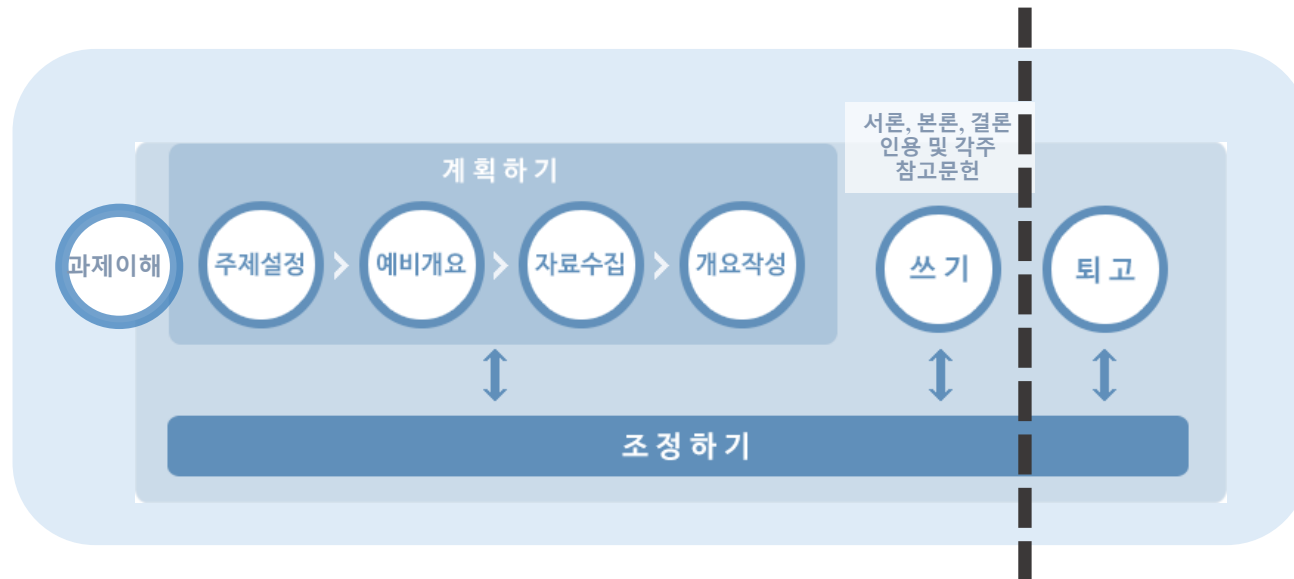 서론, 본론, 결론
인용 및 각주
참고문헌
계획하기
과제이해
주제설정
예비개요
자료수집
개요작성
쓰기
퇴고
조정하기